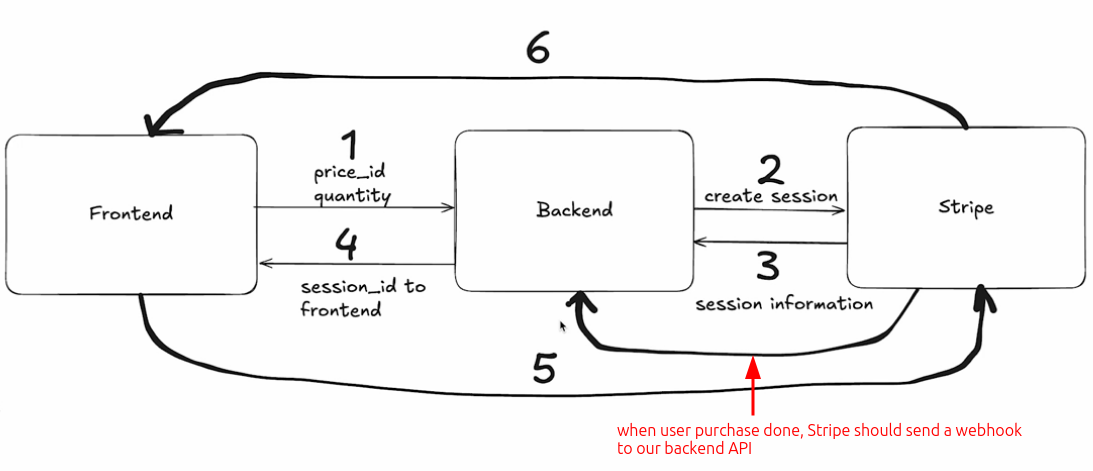 6
1
price_id
quantity
2
create session
Frontend
Backend
Stripe
4
session_id to
frontend
3
session information
5
when user purchase done, Stripe should send a webhook
to our backend API